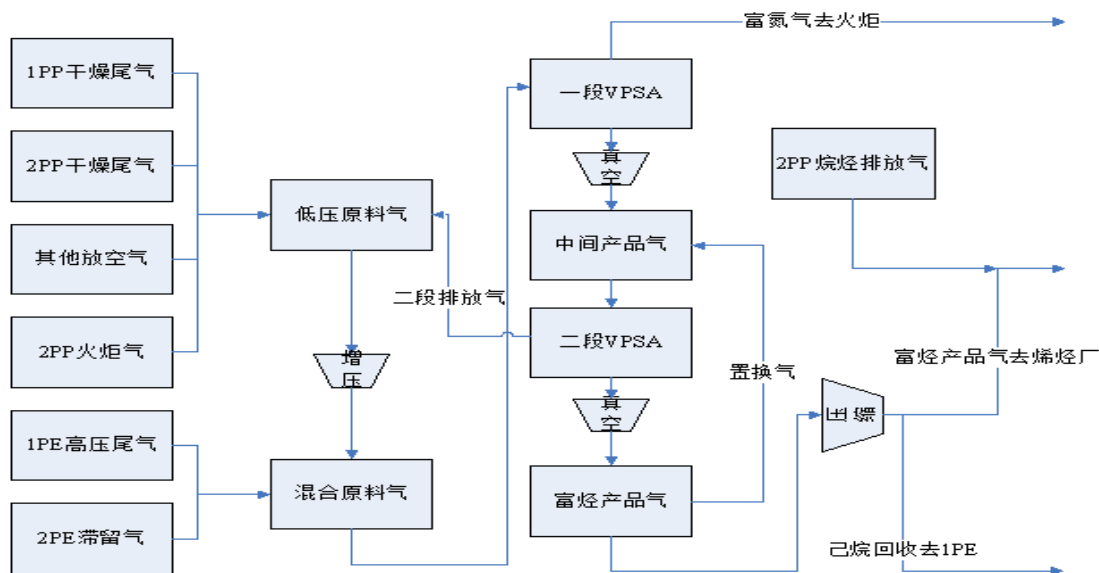 富氮气去火炬
1PP干燥尾气
一段VPSA
2PP干燥尾气
真
空
2PP烷烃排放气
低压原料气
中间产品气
其他放空气
二段排放气
二段VPSA
2PP火炬气
增
压
置换气
富烃产品气去烯烃厂
真
空
压缩
1PE高压尾气
混合原料气
富烃产品气
2PE滞留气
己烷回收去1PE